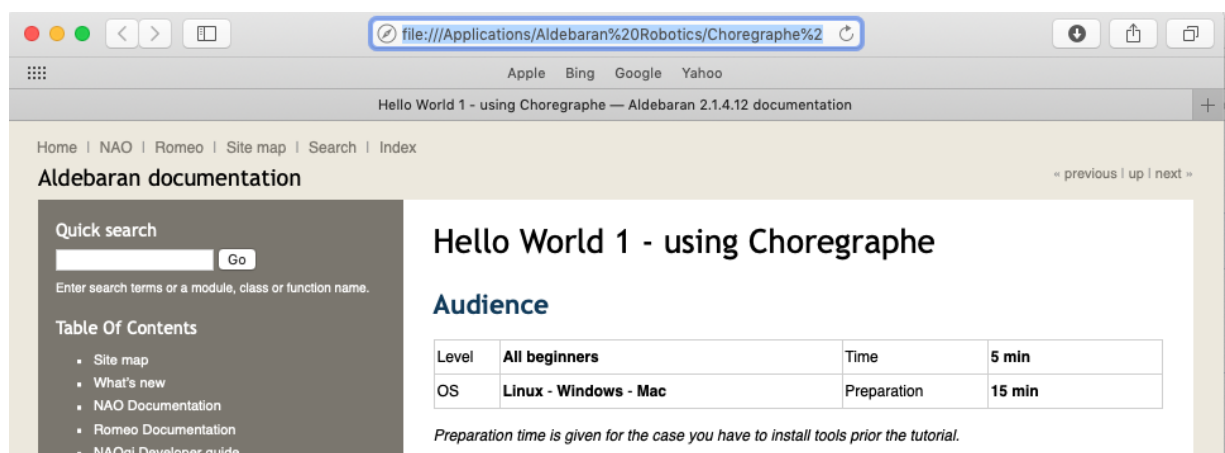 file:///Applications/Aldebaran%20Robotics/Choregraphe%2
Apple Bing Google Yahoo
Hello World 1 - using Choregraphe — Aldebaran 2.1.4.12 documentation
Home | NAO | Romeo | Site map | Search | Index
Aldebaran documentation
« previous | up | next »
Quick search
Go
Enter search terms or a module, class or function name.
Table Of Contents
Site map
What's new
NAO Documentation
Romeo Documentation
NAOqi Developer guide
Hello World 1 - using Choregraphe
Audience
Level All beginners Time 5 min
OS Linux - Windows - Mac Preparation 15 min
Preparation time is given for the case you have to install tools prior the tutorial.